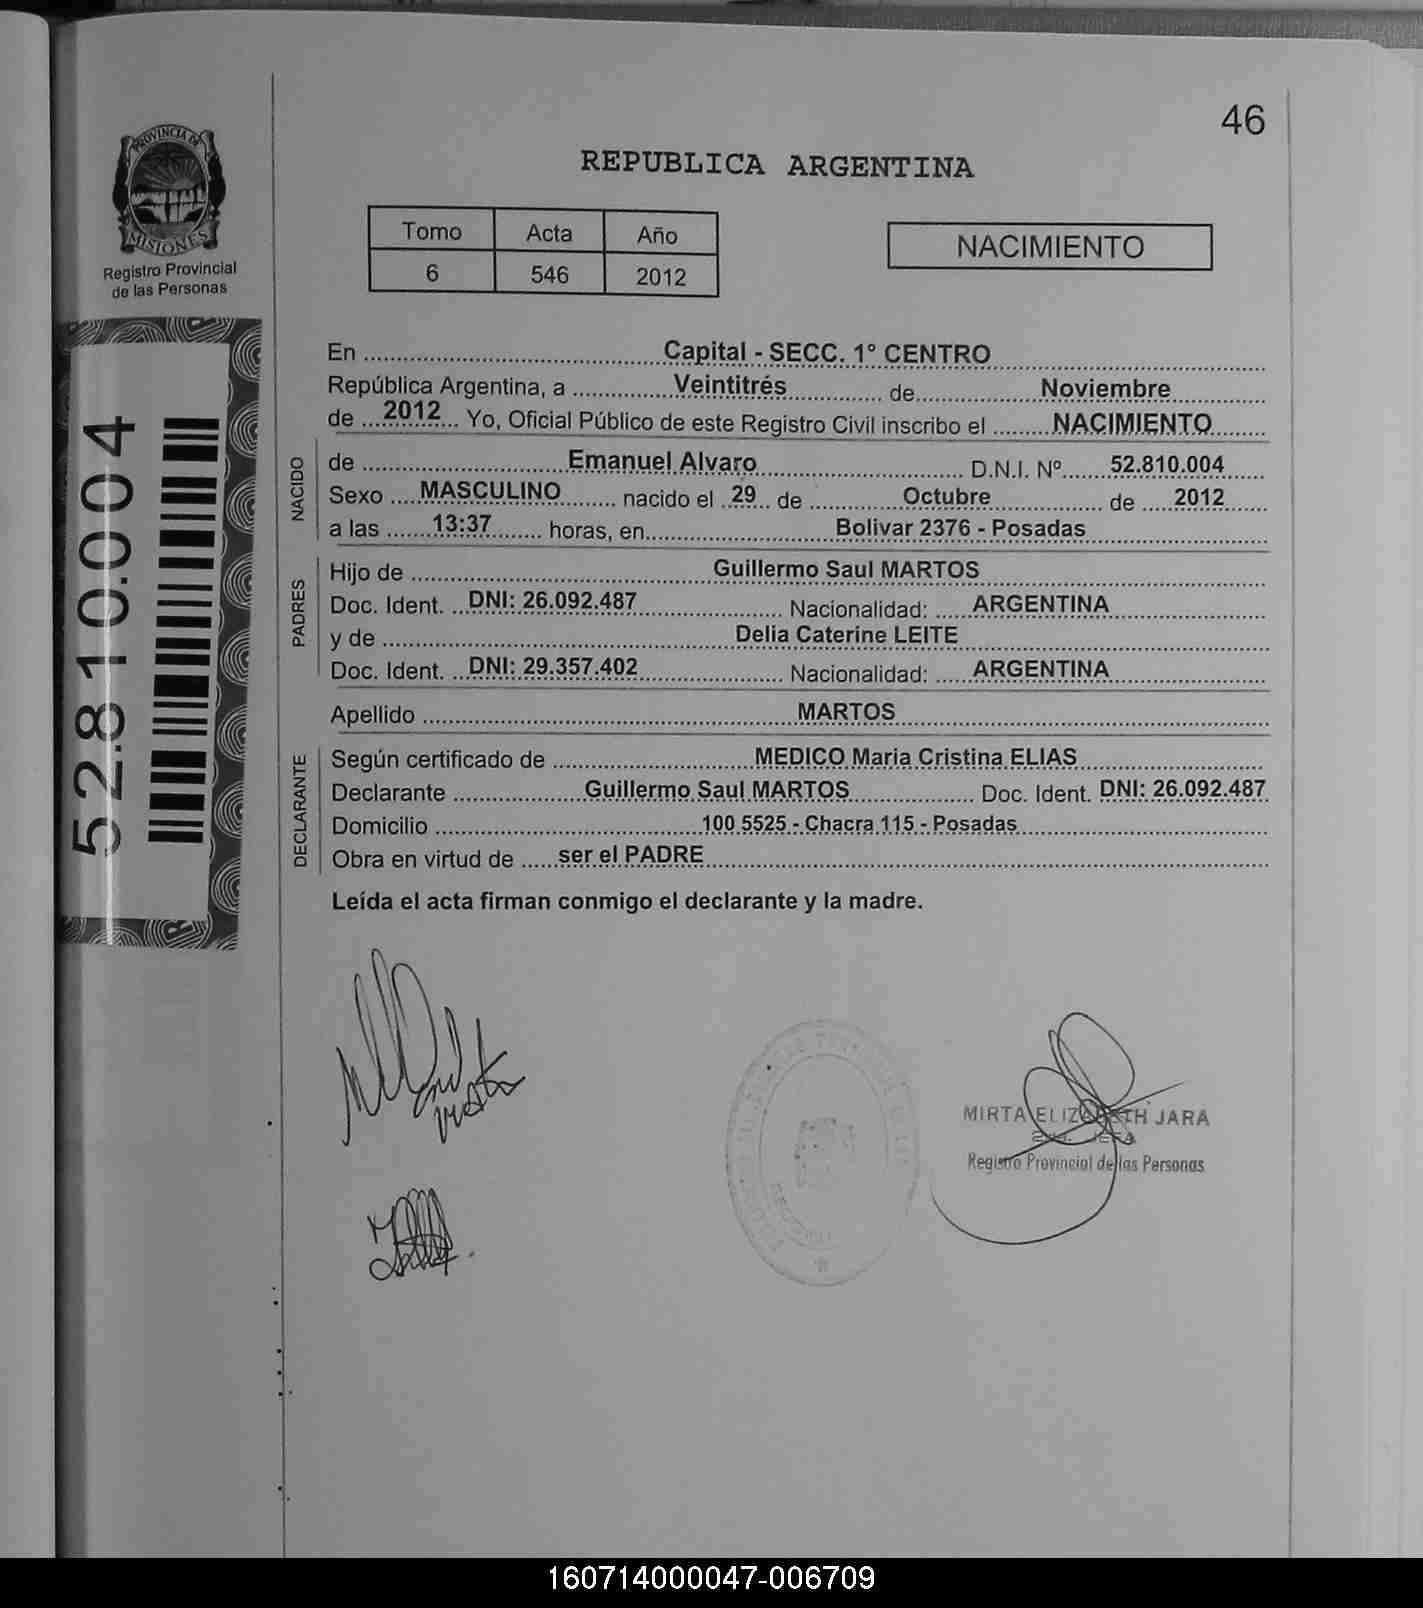 46
REPUBLICA ARGENTINA
PROVINCIA DE
MISIONES
Registro Provincial
de las Personas
Tomo Acta Año
6 546 2012
NACIMIENTO
52.810.004
En Capital - SECC. 1° CENTRO
República Argentina, a Veintitrés de Noviembre
de 2012 Yo, Oficial Público de este Registro Civil inscribo el NACIMIENTO
NACIDO
de Emanuel Alvaro D.N.I. Nº 52.810.004
Sexo MASCULINO nacido el 29 de Octubre de 2012
a las 13:37 horas, en Bolivar 2376 - Posadas
PADRES
Hijo de Guillermo Saul MARTOS
Doc. Ident. DNI: 26.092.487 Nacionalidad: ARGENTINA
y de Delia Caterine LEITE
Doc. Ident. DNI: 29.357.402 Nacionalidad: ARGENTINA
Apellido MARTOS
DECLARANTE
Según certificado de MEDICO Maria Cristina ELIAS
Declarante Guillermo Saul MARTOS Doc. Ident. DNI: 26.092.487
Domicilio 100 5525 - Chacra 115 - Posadas
Obra en virtud de ser el PADRE
Leída el acta firman conmigo el declarante y la madre.
MIRTA ELIZABETH JARA
JEFA
Registro Provincial de las Personas
160714000047-006709